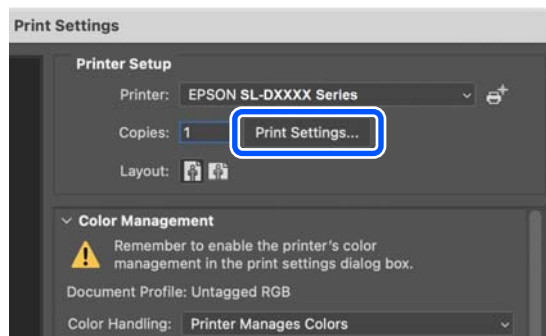 Print Settings
Printer Setup
Printer: EPSON SL-DXXXX Series
Copies: 1 Print Settings...
Layout:
Color Management
Remember to enable the printer's color
management in the print settings dialog box.
Document Profile: Untagged RGB
Color Handling: Printer Manages Colors